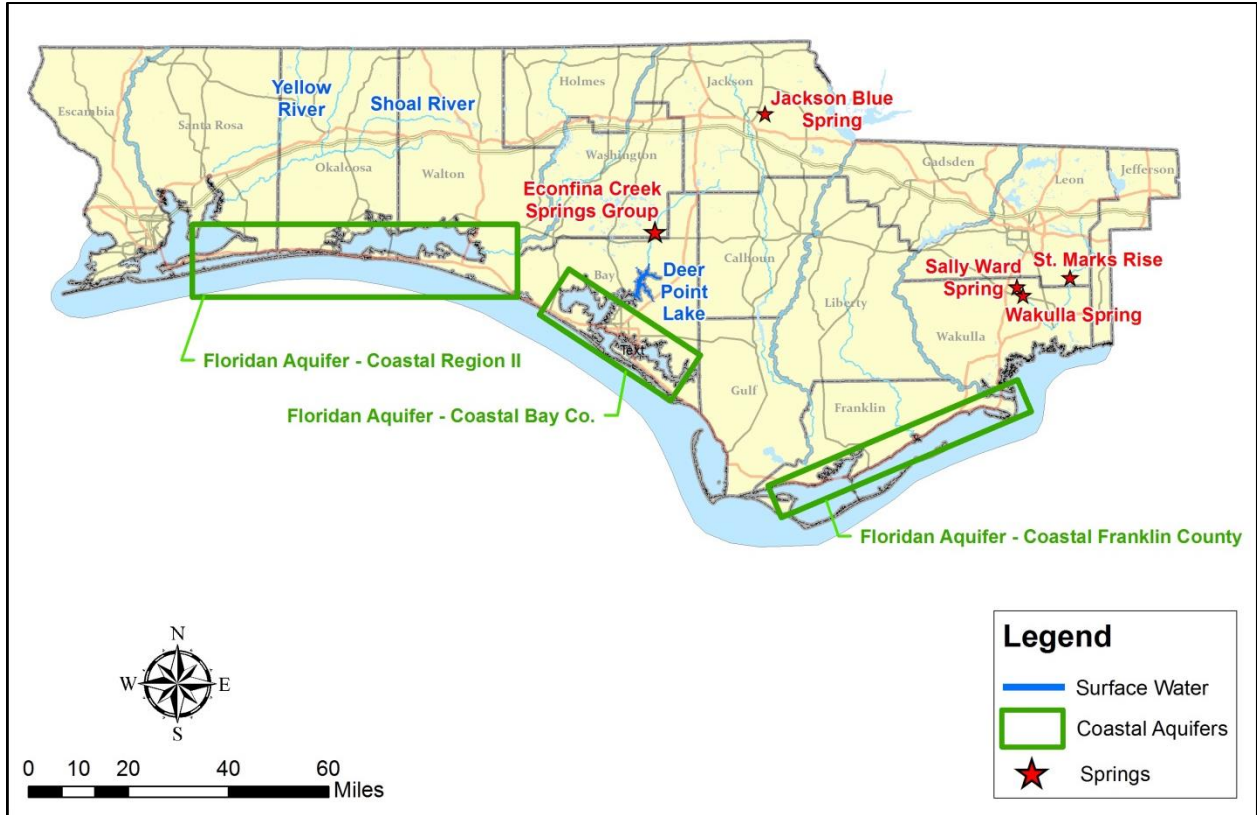 Escambia
Santa Rosa
Yellow
River
Shoal River
Okaloosa
Walton
Holmes
Washington
Jackson
Jackson Blue
Spring
Econfina Creek
Springs Group
Bay
Deer
Point
Lake
Text
Calhoun
Gulf
Liberty
Franklin
Gadsden
Leon
Jefferson
Wakulla
Sally Ward
Spring
St. Marks Rise
Wakulla Spring
Floridan Aquifer - Coastal Region II
Floridan Aquifer - Coastal Bay Co.
Floridan Aquifer - Coastal Franklin County
N
W
E
S
0 10 20 40 60
Miles
Legend
Surface Water
Coastal Aquifers
Springs